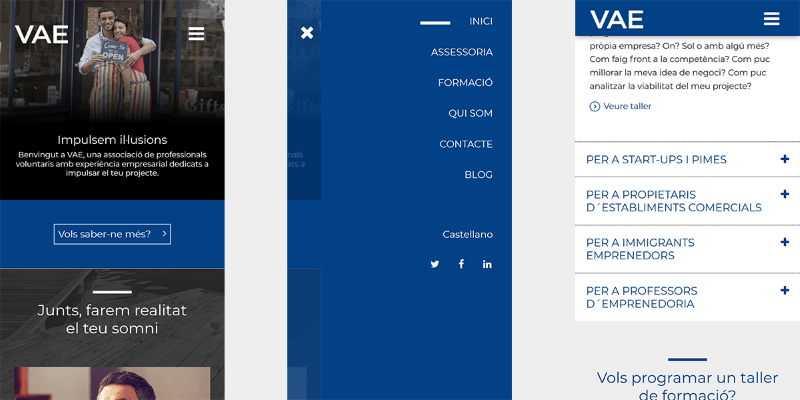 VAE
Come In
WE'RE
OPEN
Impulsem il·lusions
Benvingut a VAE, una associació de professionals
voluntaris amb experiència empresarial dedicats a
impulsar el teu projecte.
Vols saber-ne més?
Junts, farem realitat
el teu somni
INICI
ASSESSORIA
FORMACIÓ
QUI SOM
CONTACTE
BLOG
Castellano
VAE
pròpia empresa? On? Sol o amb algú més?
Com faig front a la competència? Com puc
millorar la meva idea de negoci? Com puc
analitzar la viabilitat del meu projecte?
Veure taller
PER A START-UPS I PIMES
PER A PROPIETARIS
D´ESTABLIMENTS COMERCIALS
PER A IMMIGRANTS
EMPRENEDORS
PER A PROFESSORS
D´EMPRENEDORIA
Vols programar un taller
de formació?